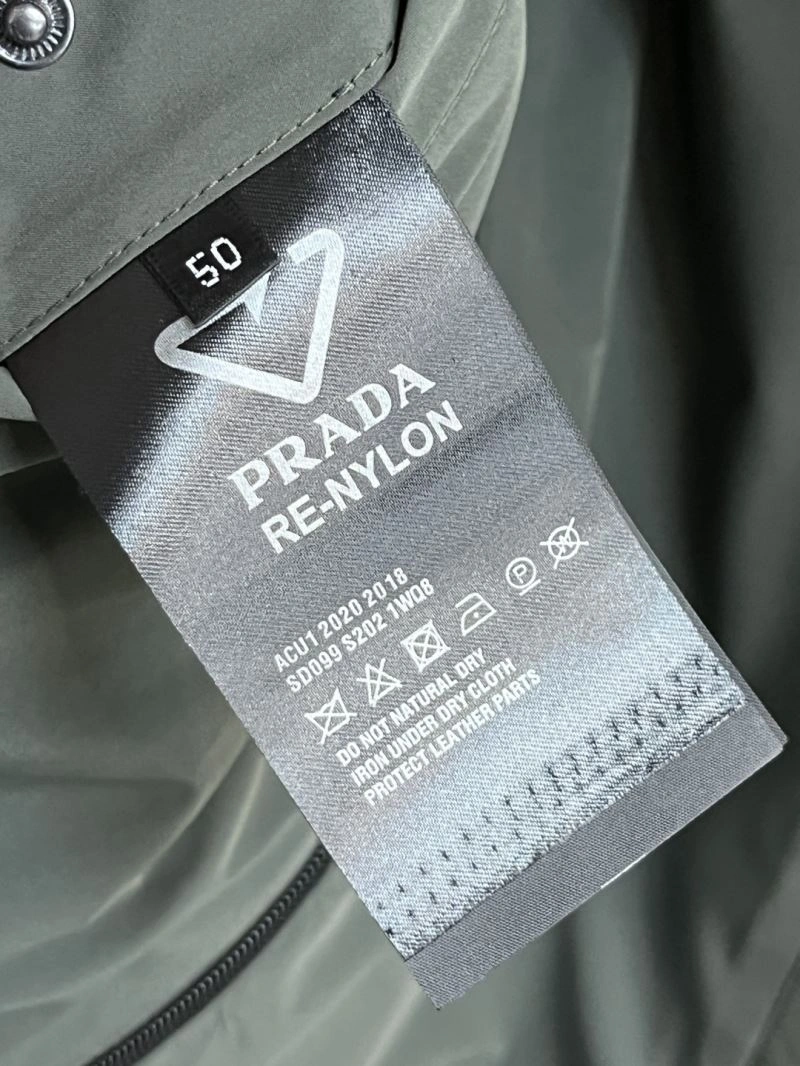 50
PRADA
RE-NYLON
ACU1 2020 2018
SD099 S202 1WQ8
P
W
DO NOT NATURAL DRY
IRON UNDER DRY CLOTH
PROTECT LEATHER PARTS